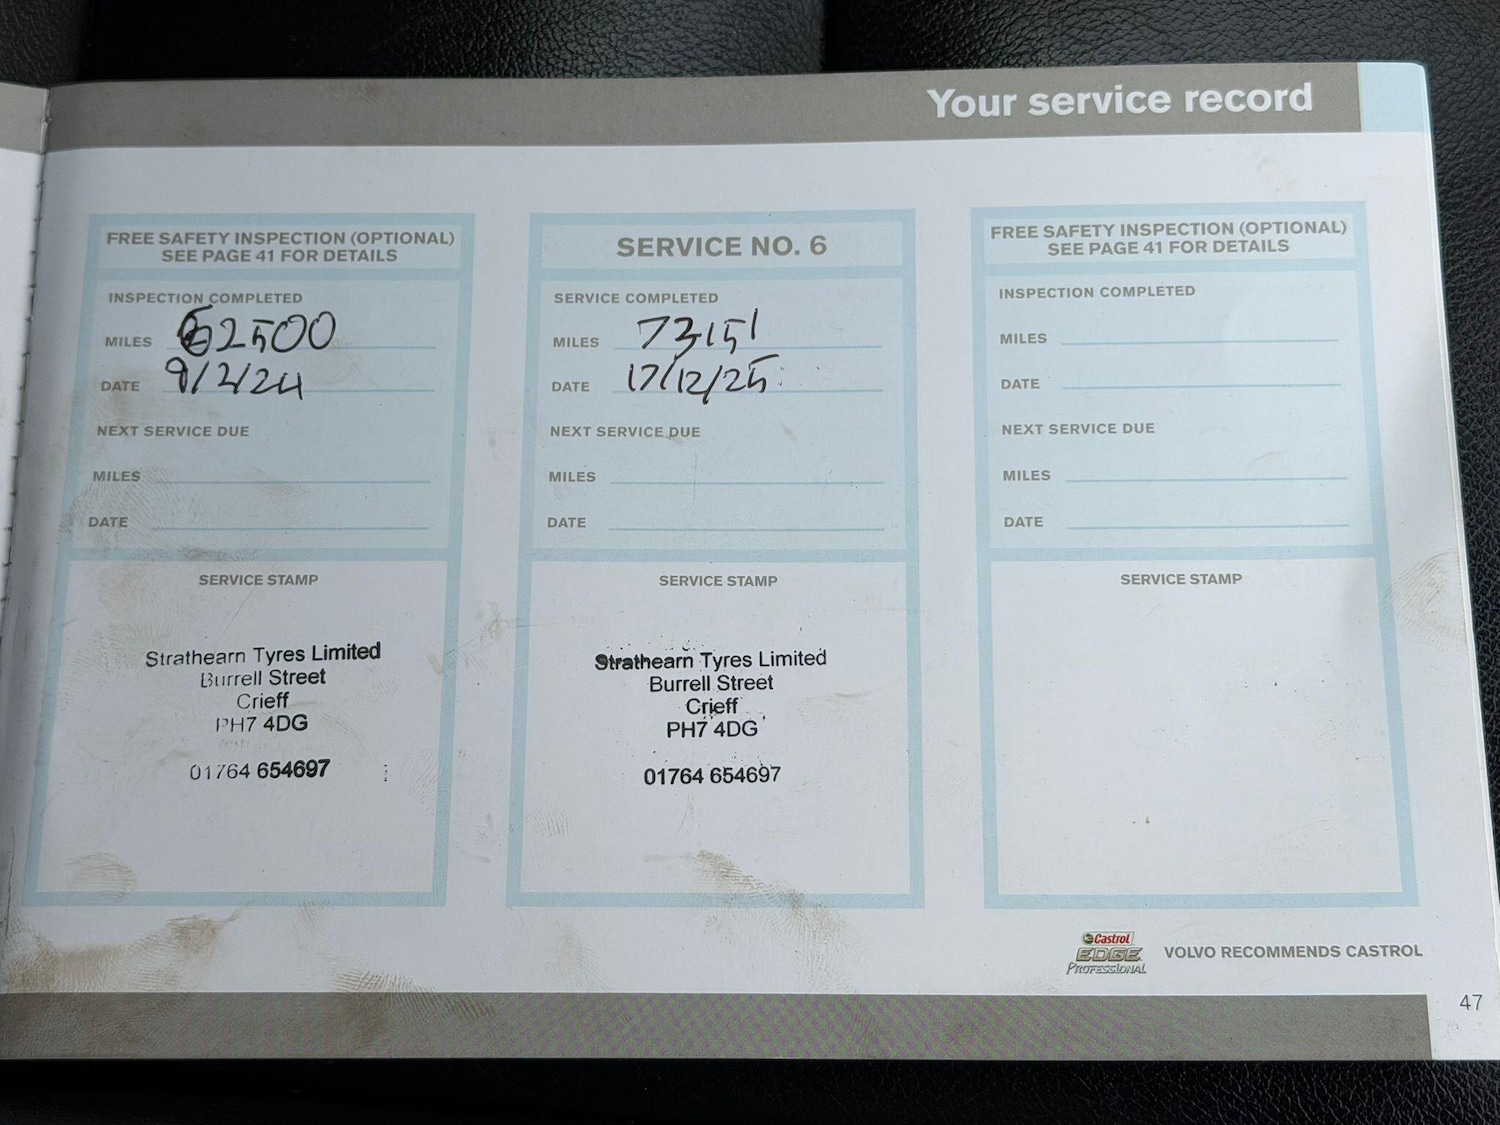 Your service record
FREE SAFETY INSPECTION (OPTIONAL)
SEE PAGE 41 FOR DETAILS
INSPECTION COMPLETED
MILES 62500
DATE 9/2/24
NEXT SERVICE DUE
MILES
DATE
SERVICE STAMP
Strathearn Tyres Limited
Burrell Street
Crieff
PH7 4DG
01764 654697
SERVICE NO. 6
SERVICE COMPLETED
MILES 73151
DATE 17/12/25
NEXT SERVICE DUE
MILES
DATE
SERVICE STAMP
Strathearn Tyres Limited
Burrell Street
Crieff
PH7 4DG
01764 654697
FREE SAFETY INSPECTION (OPTIONAL)
SEE PAGE 41 FOR DETAILS
INSPECTION COMPLETED
MILES
DATE
NEXT SERVICE DUE
MILES
DATE
SERVICE STAMP
Castrol
EDGE
PROFESSIONAL
VOLVO RECOMMENDS CASTROL
47